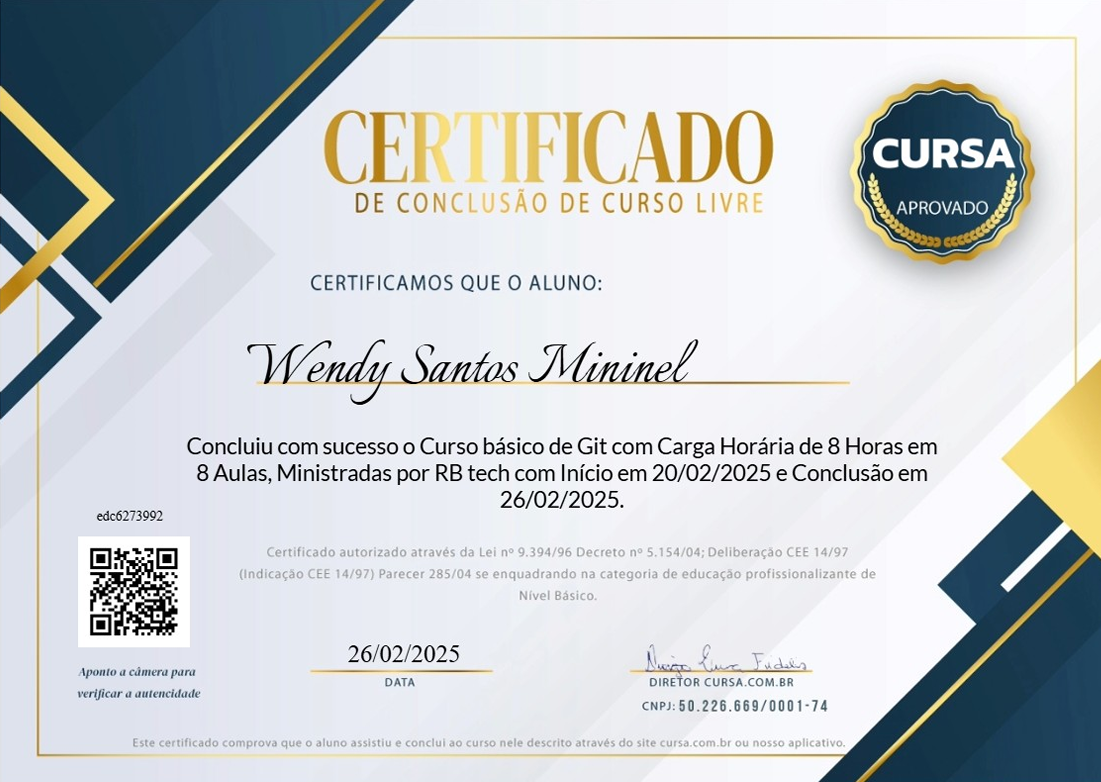 CERTIFICADO
DE CONCLUSÃO DE CURSO LIVRE
CURSA
APROVADO
CERTIFICAMOS QUE O ALUNO:
Wendy Santos Mininel
Concluiu com sucesso o Curso básico de Git com Carga Horária de 8 Horas em
8 Aulas, Ministradas por RB tech com Início em 20/02/2025 e Conclusão em
26/02/2025.
edc6273992
Certificado autorizado através da Lei nº 9.394/96 Decreto nº 5.154/04; Deliberação CEE 14/97
(Indicação CEE 14/97) Parecer 285/04 se enquadrando na categoria de educação profissionalizante de
Nível Básico.
Aponto a câmera para
verificar a autencidade
26/02/2025
DATA
DIRETOR CURSA.COM.BR
CNPJ: 50.226.669/0001-74
Este certificado comprova que o aluno assistiu e conclui ao curso nele descrito através do site cursa.com.br ou nosso aplicativo.